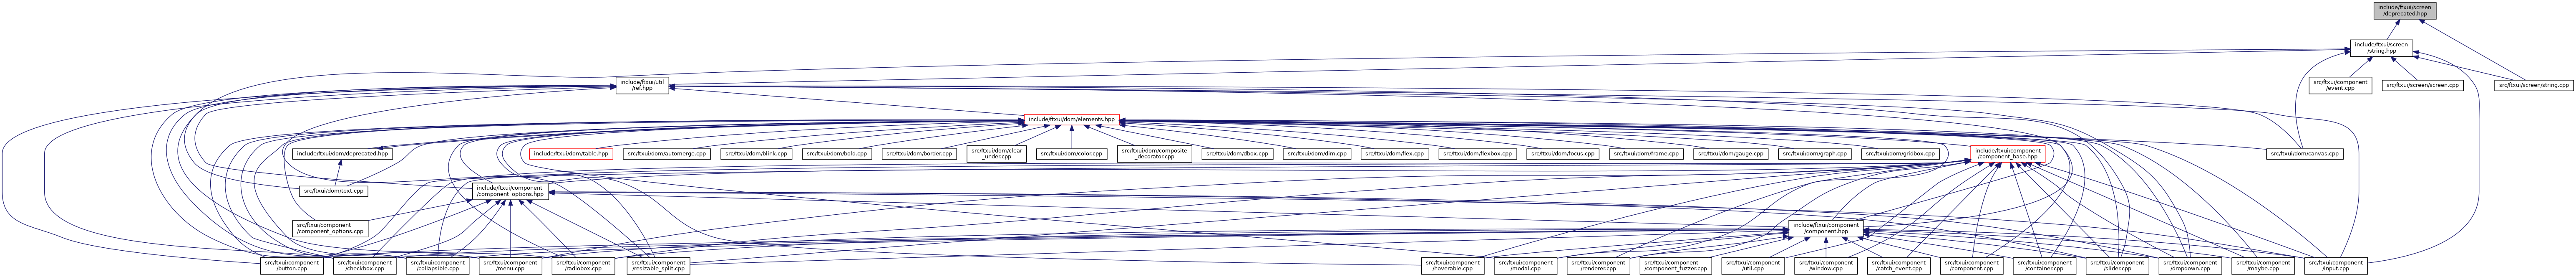 include/ftxui/screen
/deprecated.hpp
include/ftxui/screen
/string.hpp
include/ftxui/util
/ref.hpp
src/ftxui/component
/event.cpp
src/ftxui/screen/screen.cpp
src/ftxui/screen/string.cpp
include/ftxui/dom/elements.hpp
include/ftxui/dom/deprecated.hpp
include/ftxui/dom/table.hpp
src/ftxui/dom/automerge.cpp
src/ftxui/dom/blink.cpp
src/ftxui/dom/bold.cpp
src/ftxui/dom/border.cpp
src/ftxui/dom/clear
_under.cpp
src/ftxui/dom/color.cpp
src/ftxui/dom/composite
_decorator.cpp
src/ftxui/dom/dbox.cpp
src/ftxui/dom/dim.cpp
src/ftxui/dom/flex.cpp
src/ftxui/dom/flexbox.cpp
src/ftxui/dom/focus.cpp
src/ftxui/dom/frame.cpp
src/ftxui/dom/gauge.cpp
src/ftxui/dom/graph.cpp
src/ftxui/dom/gridbox.cpp
include/ftxui/component
/component_base.hpp
src/ftxui/dom/canvas.cpp
src/ftxui/dom/text.cpp
include/ftxui/component
/component_options.hpp
src/ftxui/component
/component_options.cpp
include/ftxui/component
/component.hpp
src/ftxui/component
/button.cpp
src/ftxui/component
/checkbox.cpp
src/ftxui/component
/collapsible.cpp
src/ftxui/component
/menu.cpp
src/ftxui/component
/radiobox.cpp
src/ftxui/component
/resizable_split.cpp
src/ftxui/component
/hoverable.cpp
src/ftxui/component
/modal.cpp
src/ftxui/component
/renderer.cpp
src/ftxui/component
/component_fuzzer.cpp
src/ftxui/component
/util.cpp
src/ftxui/component
/window.cpp
src/ftxui/component
/catch_event.cpp
src/ftxui/component
/component.cpp
src/ftxui/component
/container.cpp
src/ftxui/component
/slider.cpp
src/ftxui/component
/dropdown.cpp
src/ftxui/component
/maybe.cpp
src/ftxui/component
/input.cpp